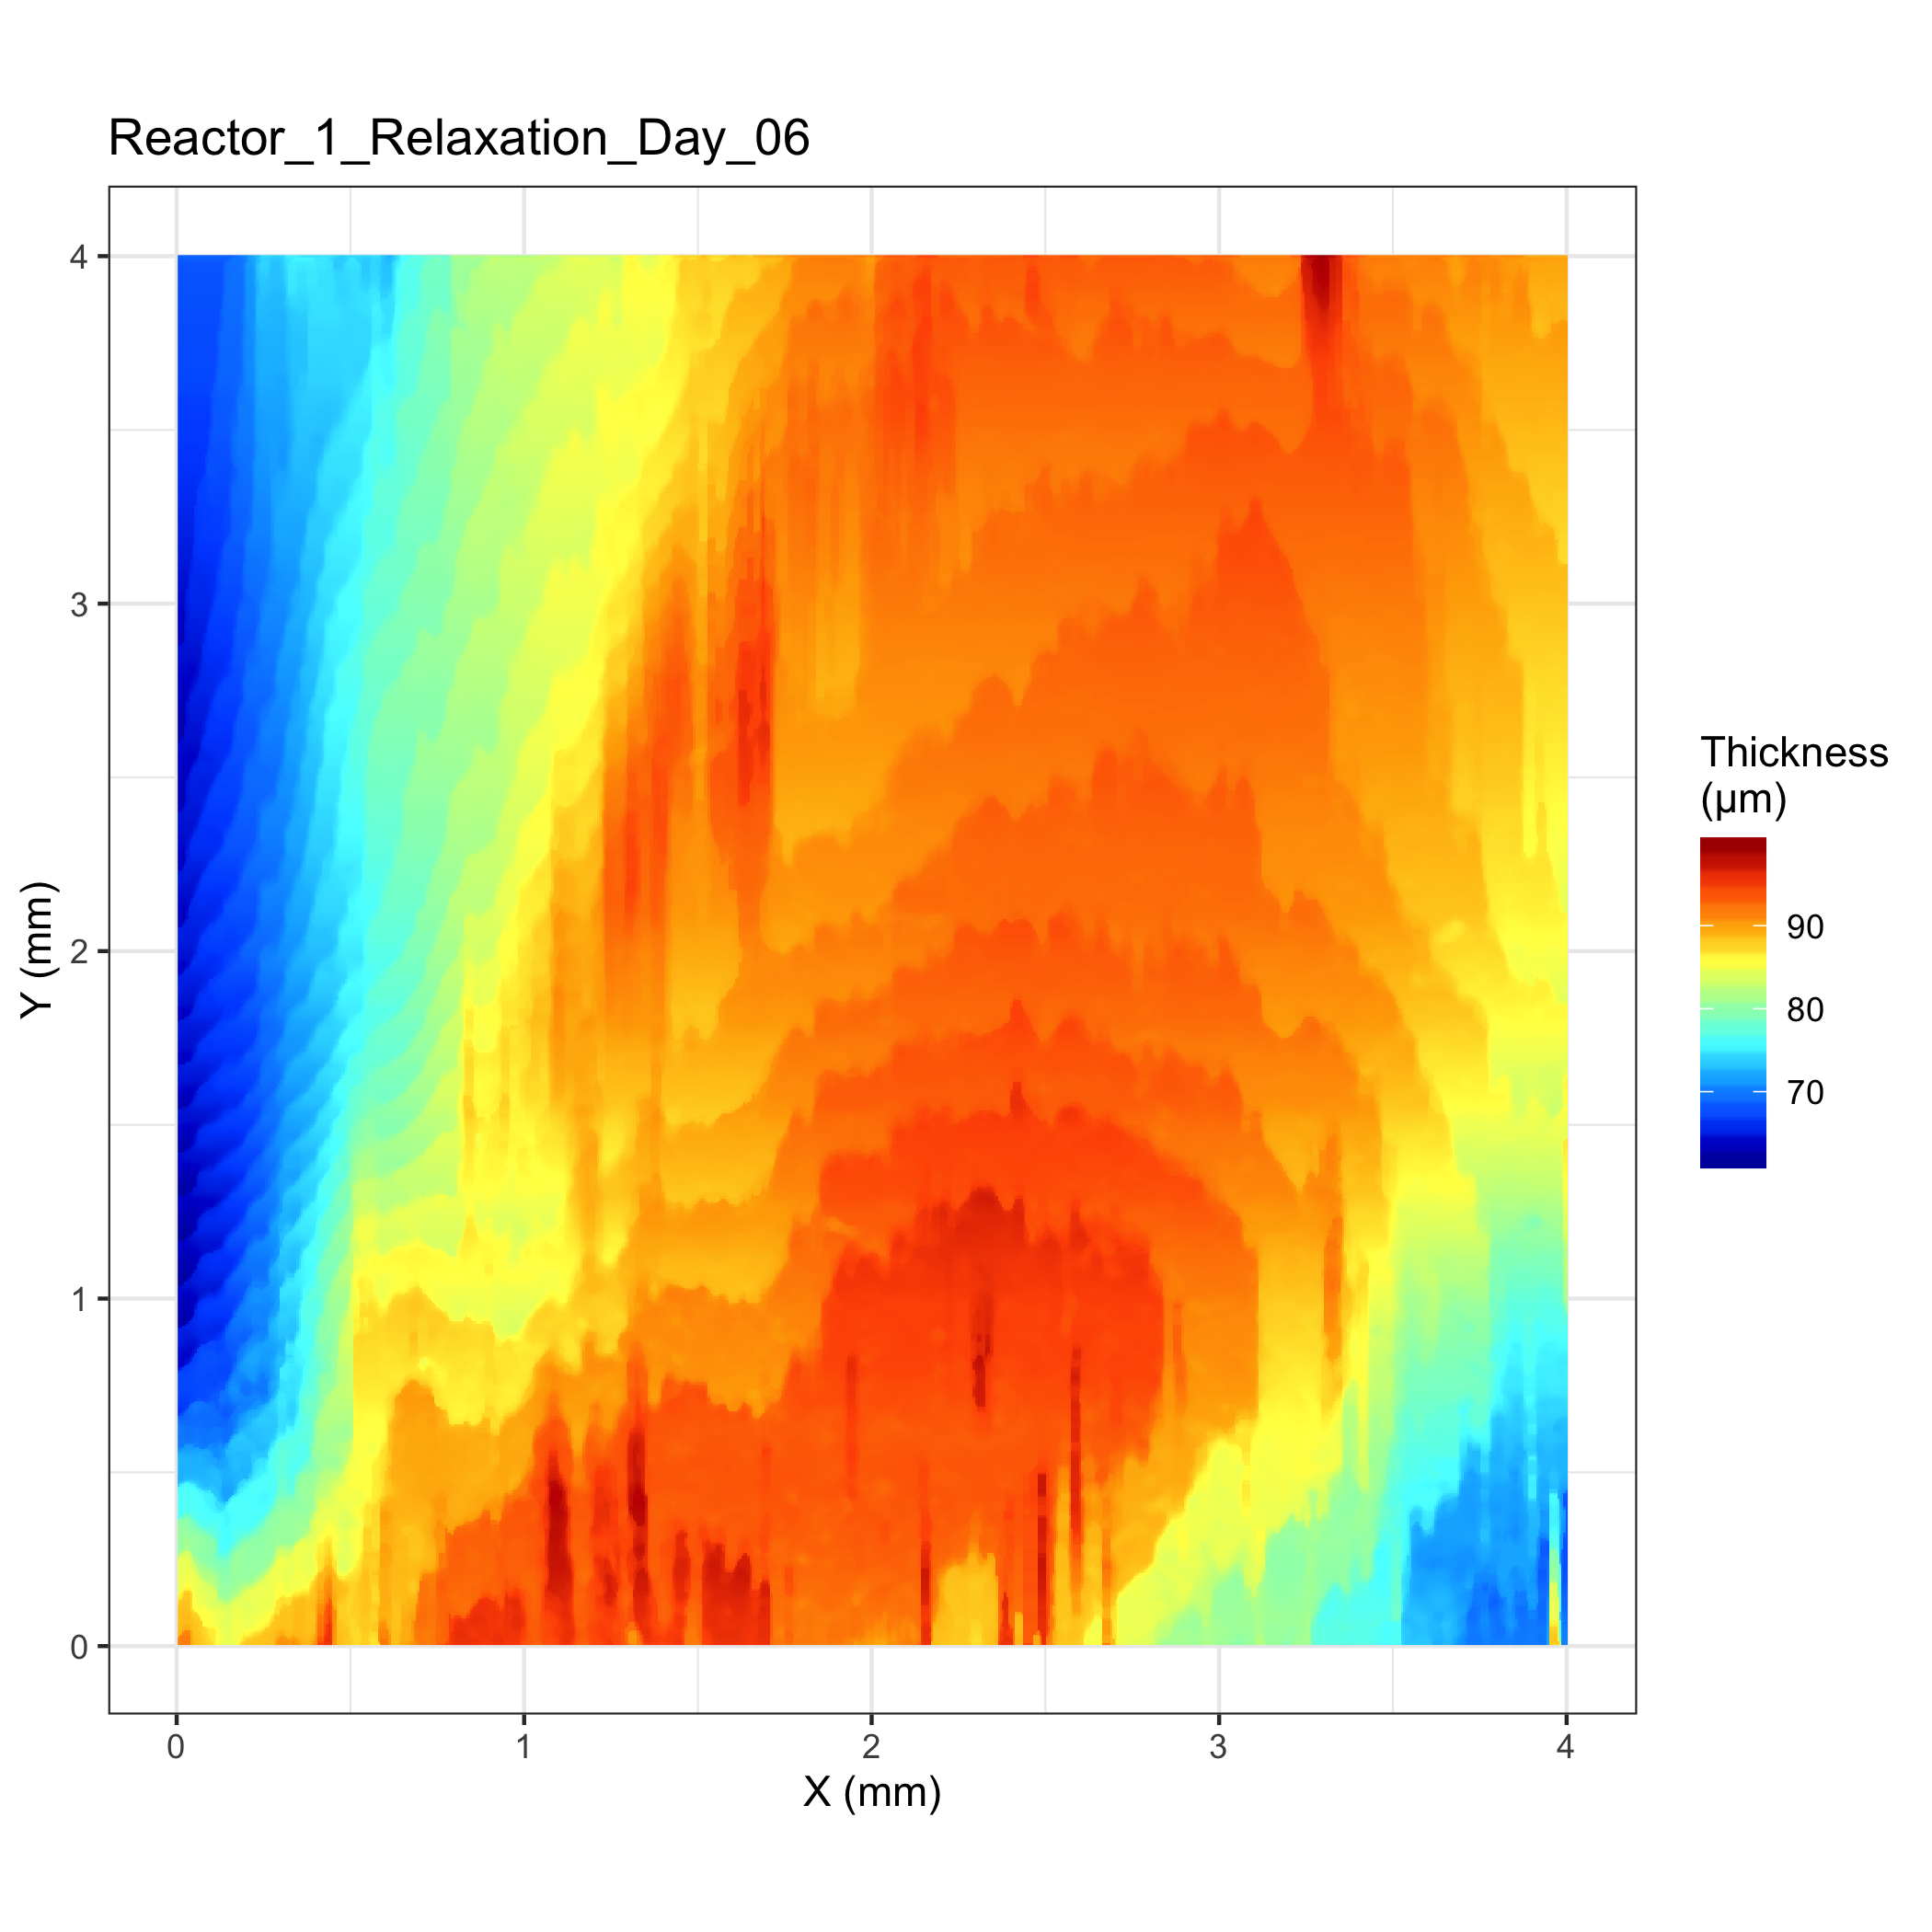 Reactor_1_Relaxation_Day_06
4
3
2
1
0
Y (mm)
0 1 2 3 4
X (mm)
Thickness
(µm)
90
80
70